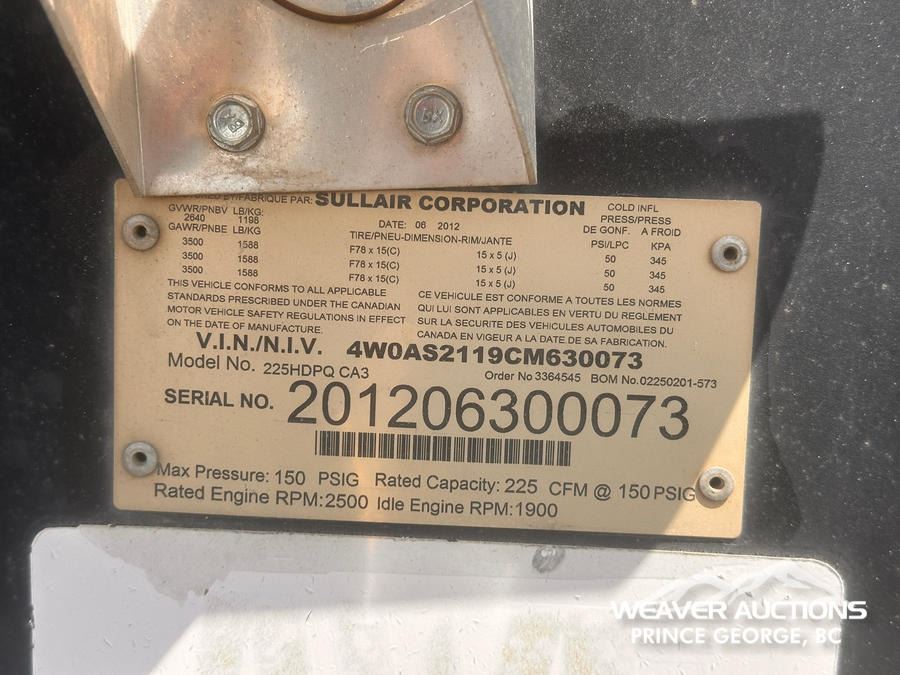 BY/FABRIQUE PAR: SULLAIR CORPORATION
GVWR/PNBV LB/KG:
2640 1198
DATE: 06 2012
COLD INFL
PRESS/PRESS
DE GONF. A FROID
GAWR/PNBE LB/KG
TIRE/PNEU-DIMENSION-RIM/JANTE
PSI/LPC KPA
3500 1588 F78 x 15(C) 15 x 5 (J) 50 345
3500 1588 F78 x 15(C) 15 x 5 (J) 50 345
3500 1588 F78 x 15(C) 15 x 5 (J) 50 345
THIS VEHICLE CONFORMS TO ALL APPLICABLE
STANDARDS PRESCRIBED UNDER THE CANADIAN
MOTOR VEHICLE SAFETY REGULATIONS IN EFFECT
ON THE DATE OF MANUFACTURE.
CE VEHICULE EST CONFORME A TOUTES LES NORMES
QUI LUI SONT APPLICABLES EN VERTU DU REGLEMENT
SUR LA SECURITE DES VEHICULES AUTOMOBILES DU
CANADA EN VIGEUR A LA DATE DE SA FABRICATION.
V.I.N./N.I.V. 4W0AS2119CM630073
Model No. 225HDPQ CA3 Order No 3364545 BOM No.02250201-573
SERIAL NO. 201206300073
Max Pressure: 150 PSIG Rated Capacity: 225 CFM @ 150 PSIG
Rated Engine RPM:2500 Idle Engine RPM:1900
WEAVER AUCTIONS
PRINCE GEORGE, BC